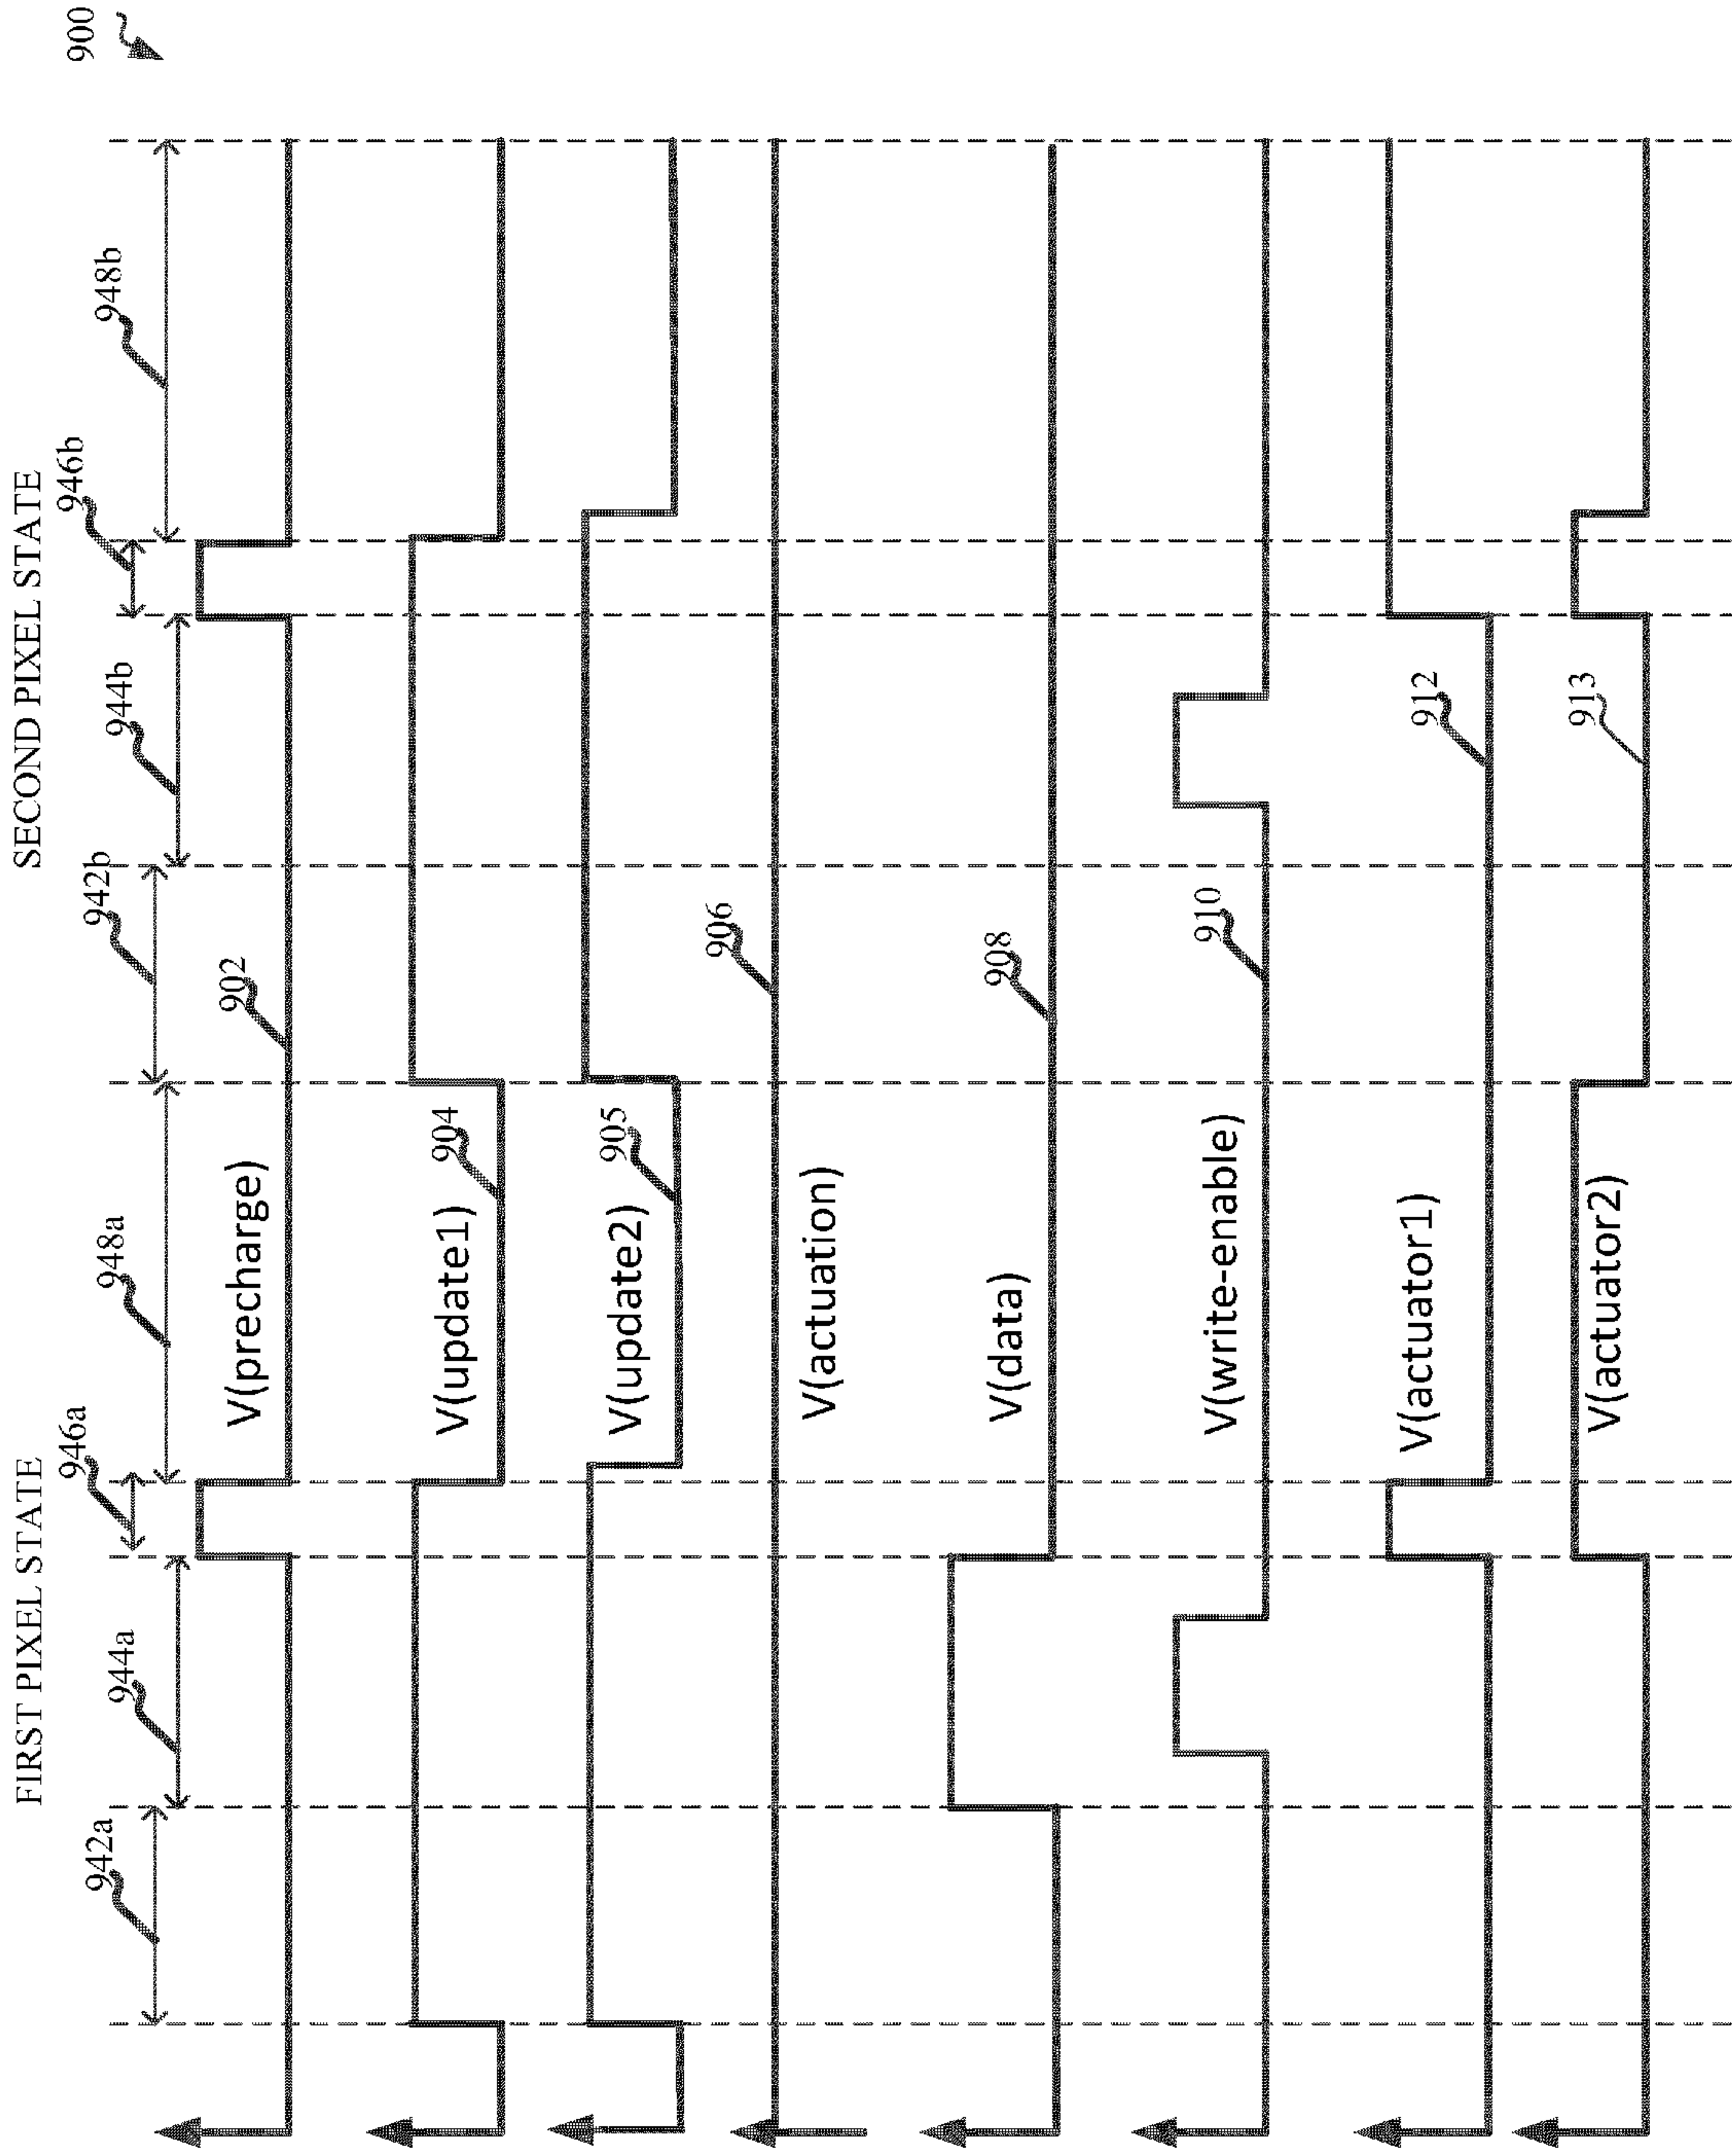 900
FIRST PIXEL STATE
SECOND PIXEL STATE
942a
944a
946a
948a
942b
944b
946b
948b
V(precharge)
902
V(update1)
904
V(update2)
905
V(actuation)
906
V(data)
908
V(write-enable)
910
V(actuator1)
912
V(actuator2)
913